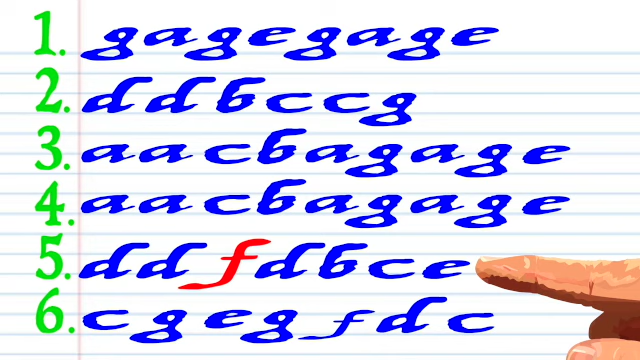 1. gagegage
2. ddbccg
3. aacbagage
4. aacbagage
5. ddfdbce
6. cgegfdc